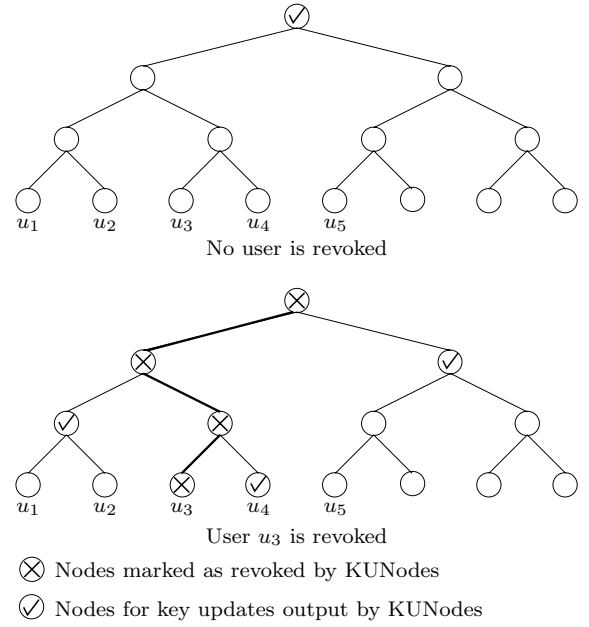 u1 u2 u3 u4 u5
No user is revoked
u1 u2 u3 u4 u5
User u3 is revoked
Nodes marked as revoked by KUNodes
Nodes for key updates output by KUNodes